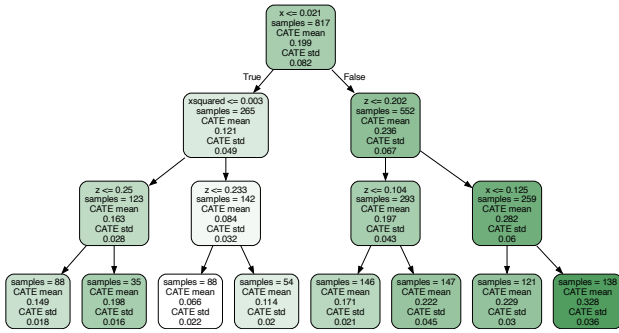 x <= 0.021
samples = 817
CATE mean
0.199
CATE std
0.082
True
False
xsquared <= 0.003
samples = 265
CATE mean
0.121
CATE std
0.049
z <= 0.202
samples = 552
CATE mean
0.236
CATE std
0.067
z <= 0.25
samples = 123
CATE mean
0.163
CATE std
0.028
z <= 0.233
samples = 142
CATE mean
0.084
CATE std
0.032
z <= 0.104
samples = 293
CATE mean
0.197
CATE std
0.043
x <= 0.125
samples = 259
CATE mean
0.282
CATE std
0.06
samples = 88
CATE mean
0.149
CATE std
0.018
samples = 35
CATE mean
0.198
CATE std
0.016
samples = 88
CATE mean
0.066
CATE std
0.022
samples = 54
CATE mean
0.114
CATE std
0.02
samples = 146
CATE mean
0.171
CATE std
0.021
samples = 147
CATE mean
0.222
CATE std
0.045
samples = 121
CATE mean
0.229
CATE std
0.03
samples = 138
CATE mean
0.328
CATE std
0.036